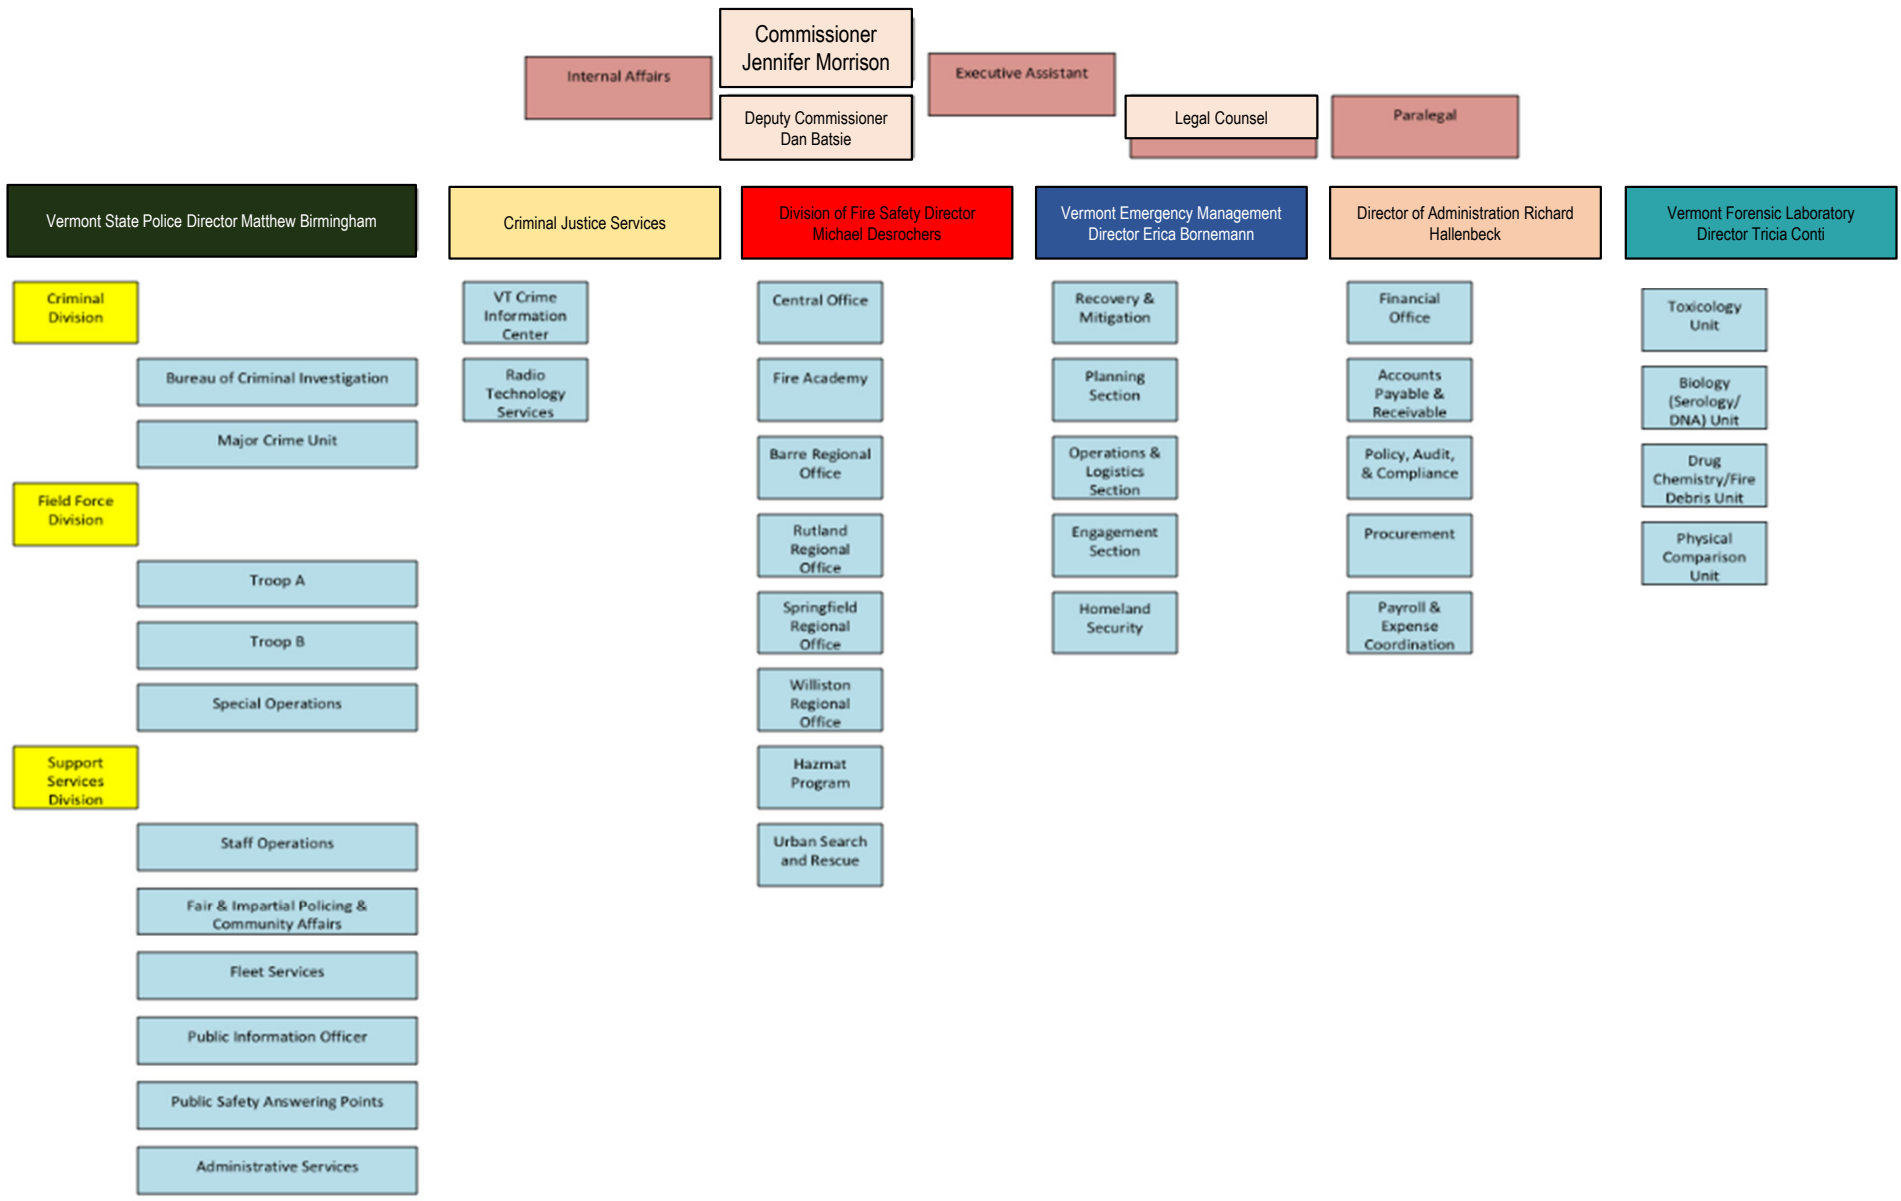 Commissioner
Jennifer Morrison
Internal Affairs
Executive Assistant
Deputy Commissioner
Dan Batsie
Legal Counsel
Paralegal
Vermont State Police Director Matthew Birmingham
Criminal
Division
Bureau of Criminal Investigation
Major Crime Unit
Field Force
Division
Troop A
Troop B
Special Operations
Support
Services
Division
Staff Operations
Fair & Impartial Policing &
Community Affairs
Fleet Services
Public Information Officer
Public Safety Answering Points
Administrative Services
Criminal Justice Services
VT Crime
Information
Center
Radio
Technology
Services
Division of Fire Safety Director
Michael Desrochers
Central Office
Fire Academy
Barre Regional
Office
Rutland
Regional
Office
Springfield
Regional
Office
Williston
Regional
Office
Hazmat
Program
Urban Search
and Rescue
Vermont Emergency Management
Director Erica Bornemann
Recovery &
Mitigation
Planning
Section
Operations &
Logistics
Section
Engagement
Section
Homeland
Security
Director of Administration Richard
Hallenbeck
Financial
Office
Accounts
Payable &
Receivable
Policy, Audit,
& Compliance
Procurement
Payroll &
Expense
Coordination
Vermont Forensic Laboratory
Director Tricia Conti
Toxicology
Unit
Biology
(Serology/
DNA) Unit
Drug
Chemistry/Fire
Debris Unit
Physical
Comparison
Unit